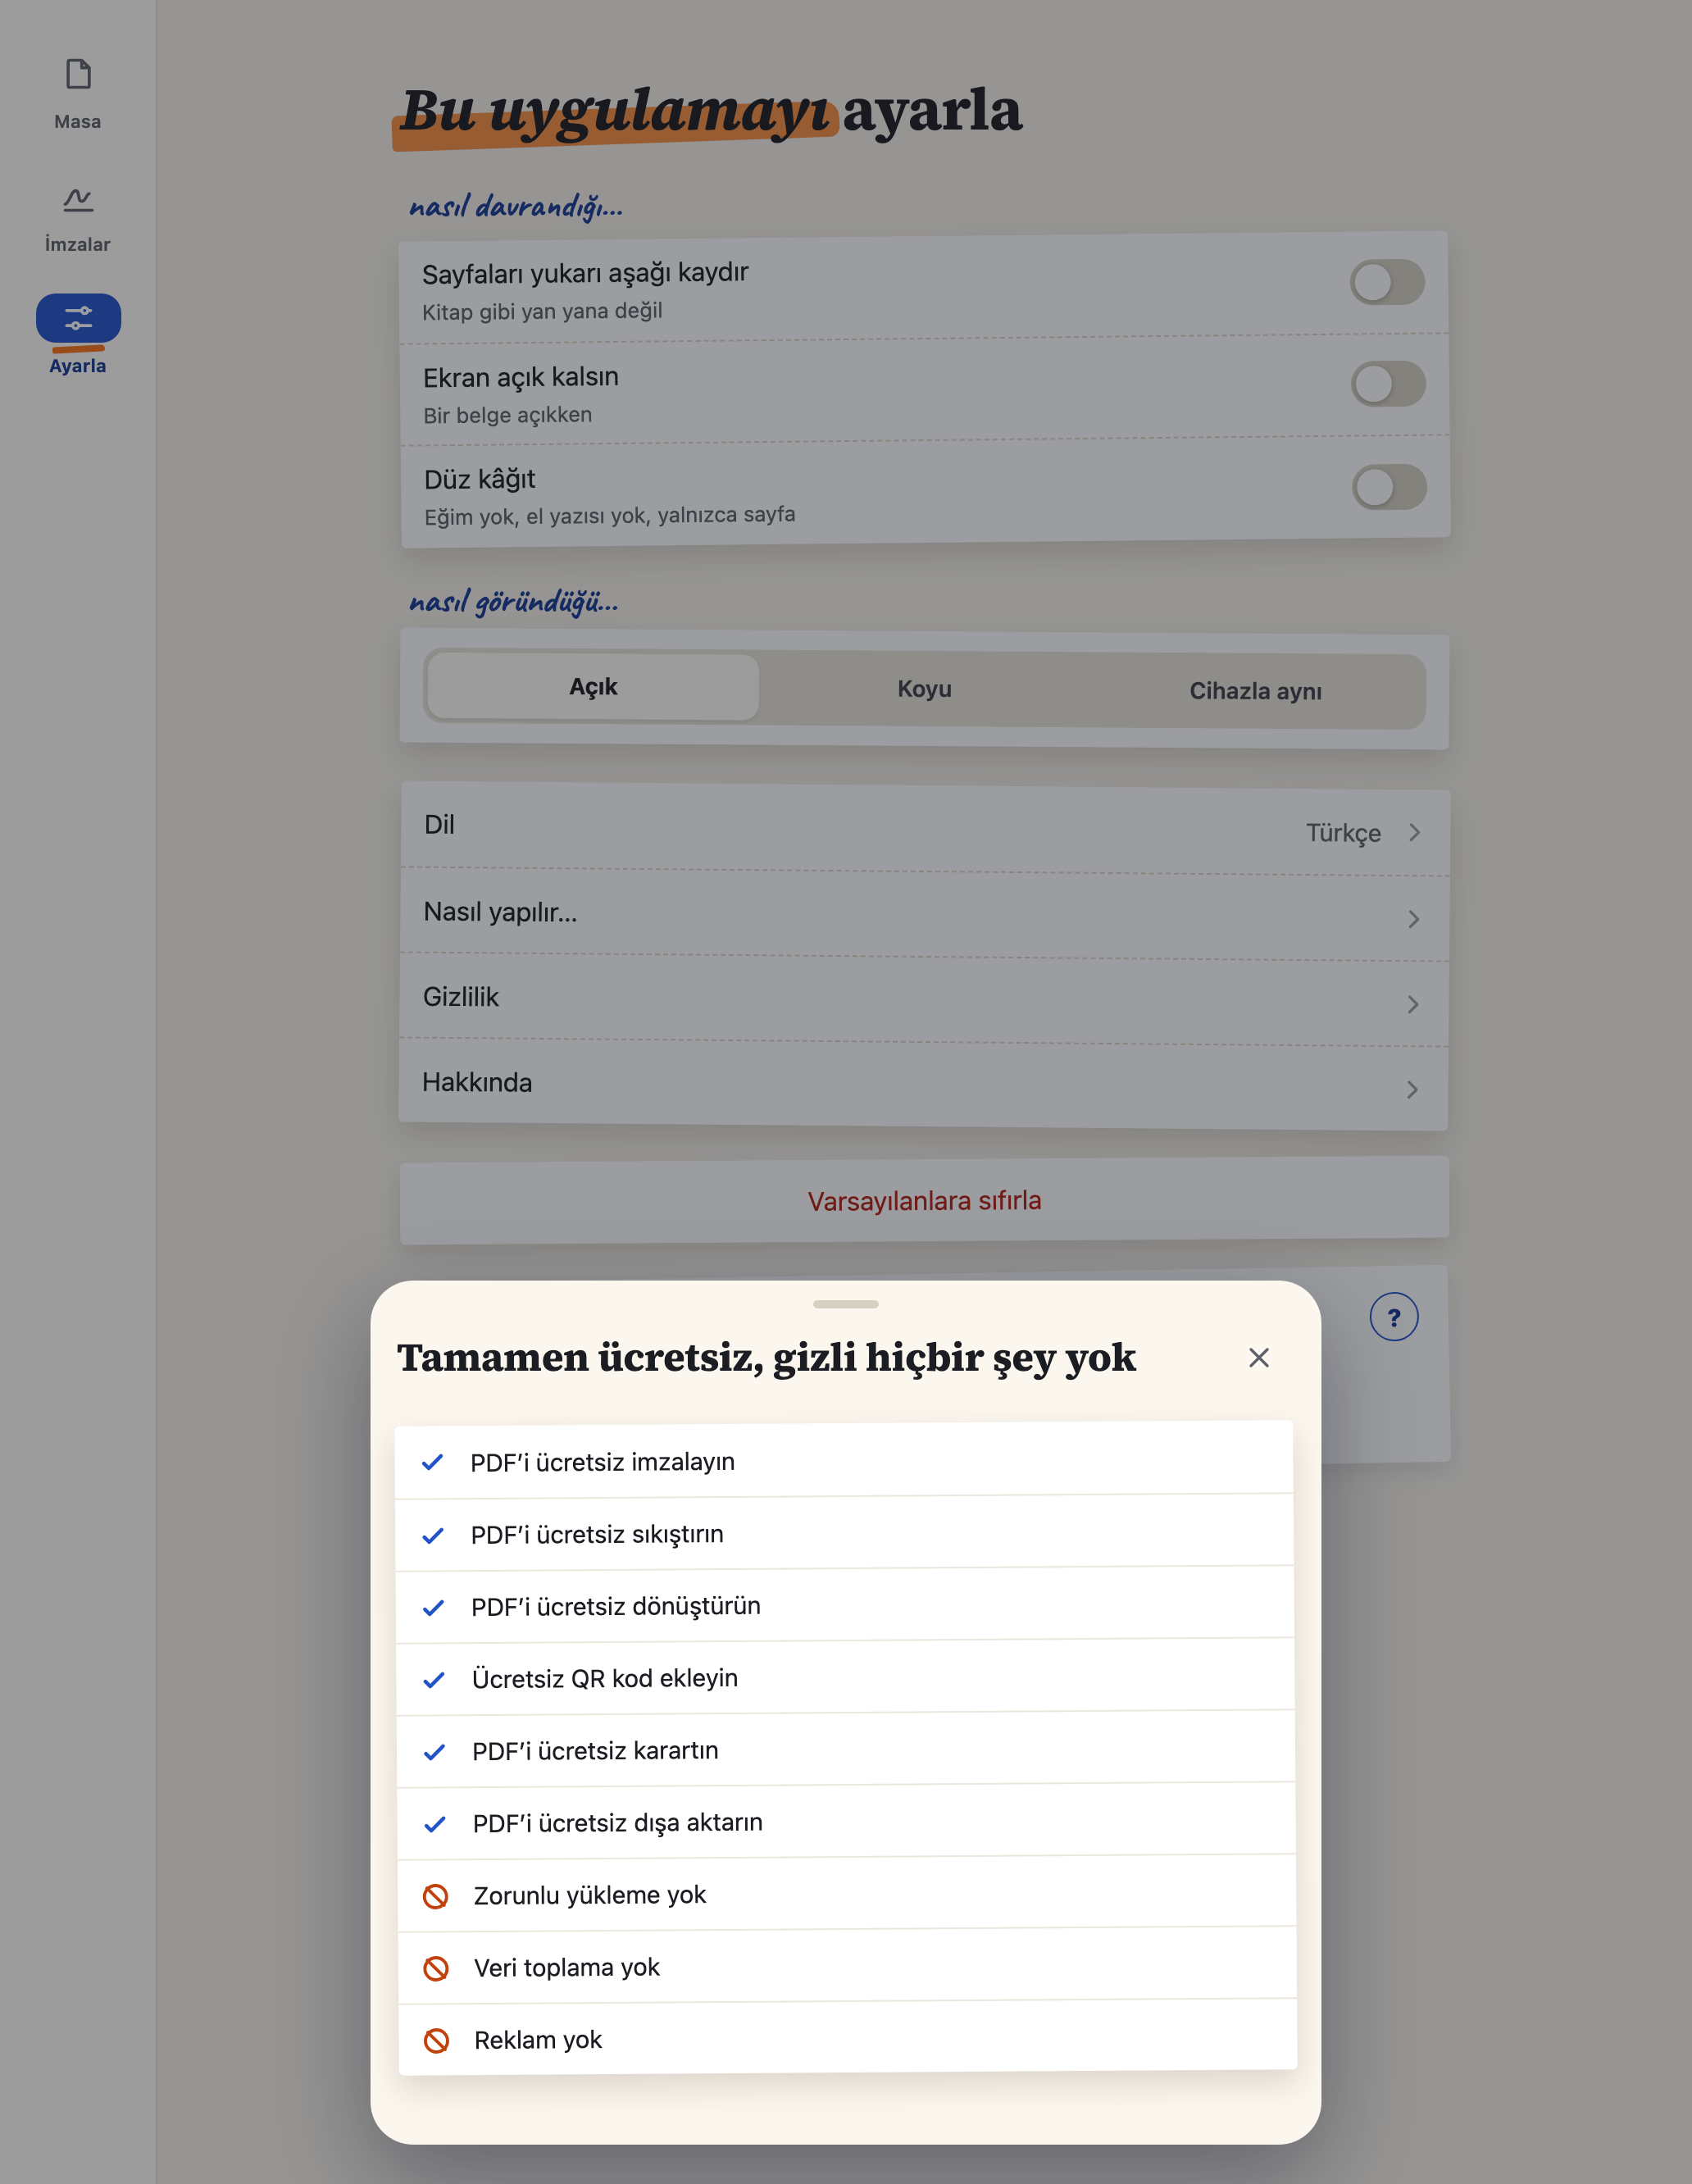 Masa
İmzalar
Ayarla
Bu uygulamayı ayarla
nasıl davrandığı...
Sayfaları yukarı aşağı kaydır
Kitap gibi yan yana değil
Ekran açık kalsın
Bir belge açıkken
Düz kâğıt
Eğim yok, el yazısı yok, yalnızca sayfa
nasıl göründüğü...
Açık Koyu Cihazla aynı
Dil Türkçe
Nasıl yapılır...
Gizlilik
Hakkında
Varsayılanlara sıfırla
?
Tamamen ücretsiz, gizli hiçbir şey yok
PDF’i ücretsiz imzalayın
PDF’i ücretsiz sıkıştırın
PDF’i ücretsiz dönüştürün
Ücretsiz QR kod ekleyin
PDF’i ücretsiz karartın
PDF’i ücretsiz dışa aktarın
Zorunlu yükleme yok
Veri toplama yok
Reklam yok